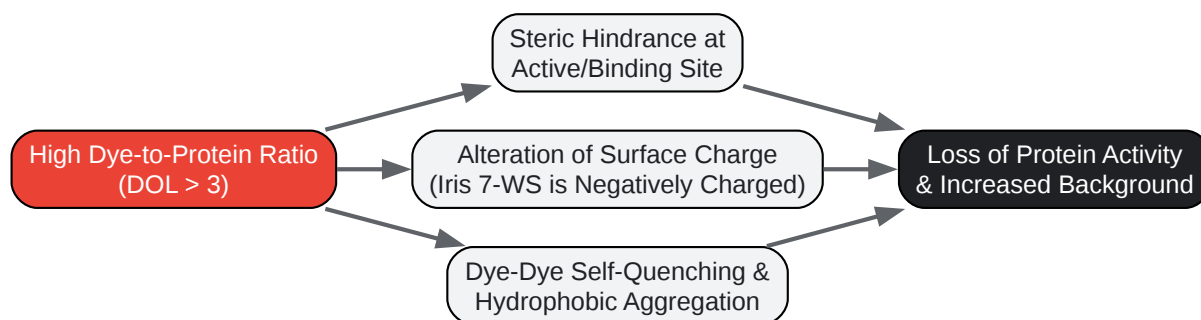 High Dye-to-Protein Ratio
(DOL > 3)
Steric Hindrance at
Active/Binding Site
Alteration of Surface Charge
(Iris 7-WS is Negatively Charged)
Dye-Dye Self-Quenching &
Hydrophobic Aggregation
Loss of Protein Activity
& Increased Background